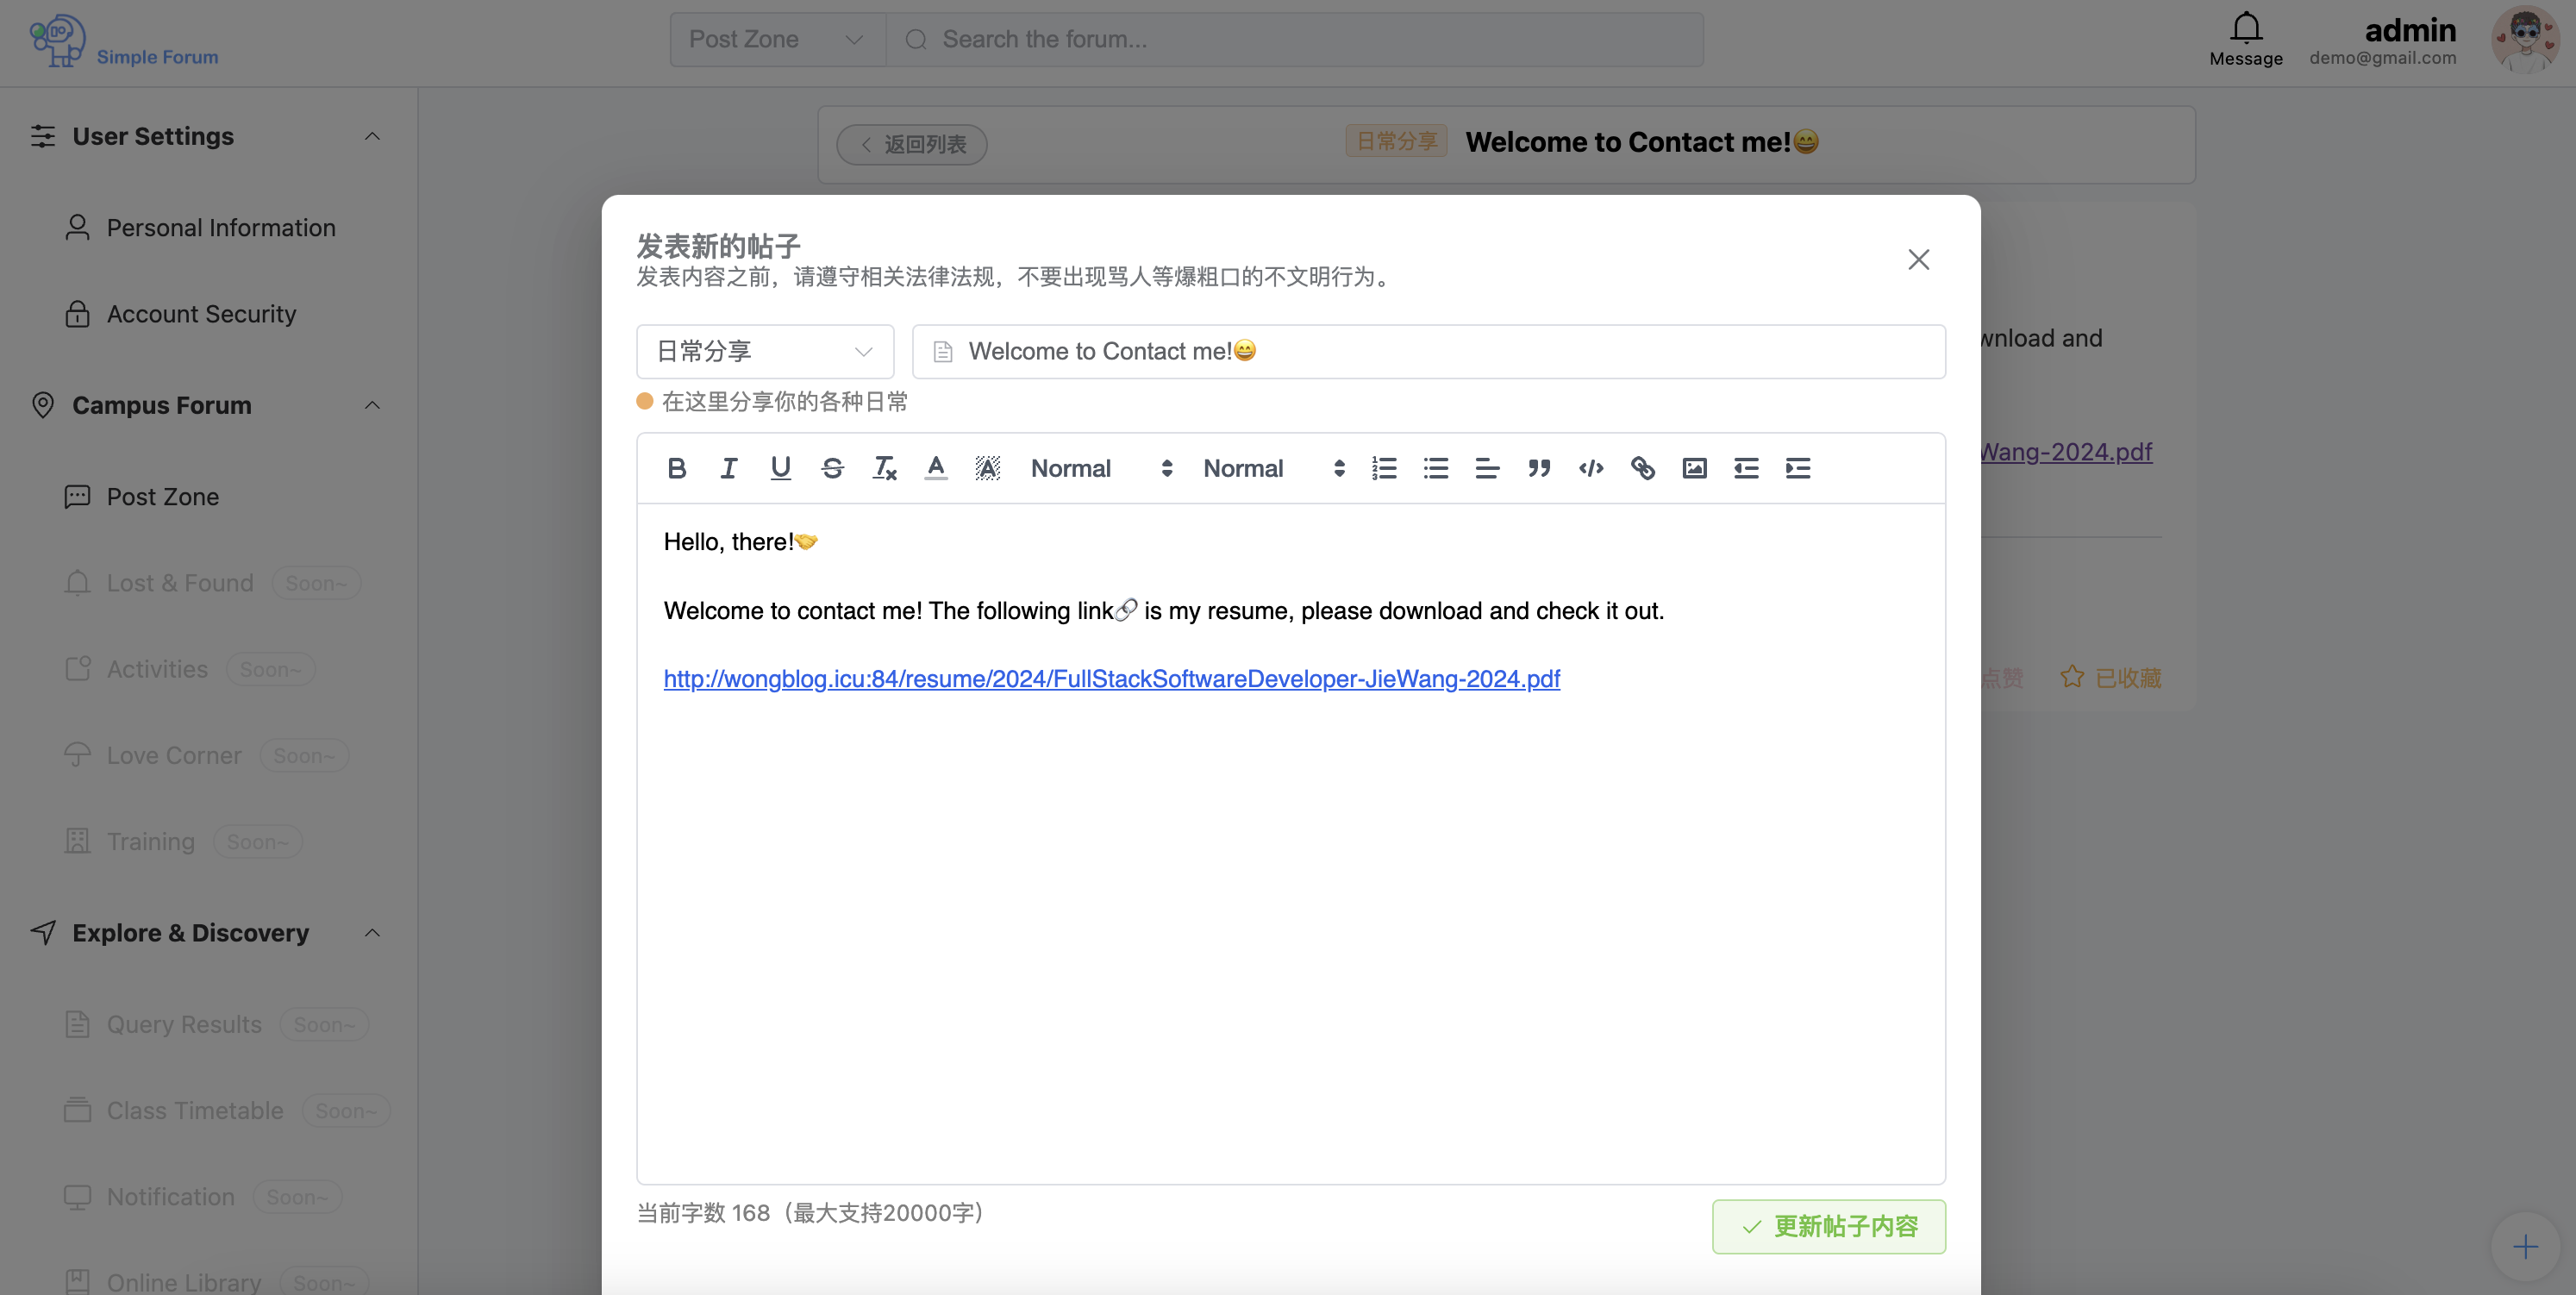 Simple Forum
Post Zone
Search the forum...
Message
admin
demo@gmail.com
User Settings
Personal Information
Account Security
Campus Forum
Post Zone
Lost & Found Soon~
Activities Soon~
Love Corner Soon~
Training Soon~
Explore & Discovery
Query Results Soon~
Class Timetable Soon~
Notification Soon~
Online Library Soon~
返回列表
日常分享 Welcome to Contact me!😄
发表新的帖子
发表内容之前，请遵守相关法律法规，不要出现骂人等爆粗口的不文明行为。
日常分享
Welcome to Contact me!😄
在这里分享你的各种日常
Normal Normal
Hello, there!🤝
Welcome to contact me! The following link🔗 is my resume, please download and check it out.
http://wongblog.icu:84/resume/2024/FullStackSoftwareDeveloper-JieWang-2024.pdf
当前字数 168（最大支持20000字）
更新帖子内容
wnload and
Wang-2024.pdf
点赞 已收藏